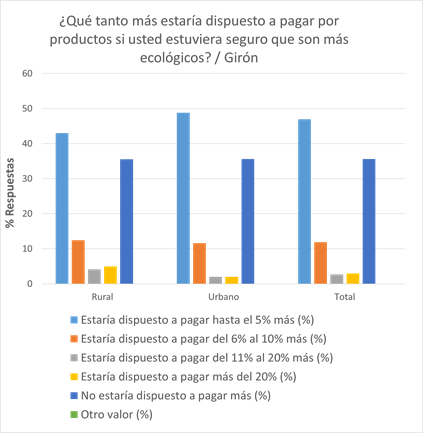 ¿Qué tanto más estaría dispuesto a pagar por
productos si usted estuviera seguro que son más
ecológicos? / Girón
60
50
40
30
20
10
0
% Respuestas
Rural
Urbano
Total
Estaría dispuesto a pagar hasta el 5% más (%)
Estaría dispuesto a pagar del 6% al 10% más (%)
Estaría dispuesto a pagar del 11% al 20% más (%)
Estaría dispuesto a pagar más del 20% (%)
No estaría dispuesto a pagar más (%)
Otro valor (%)